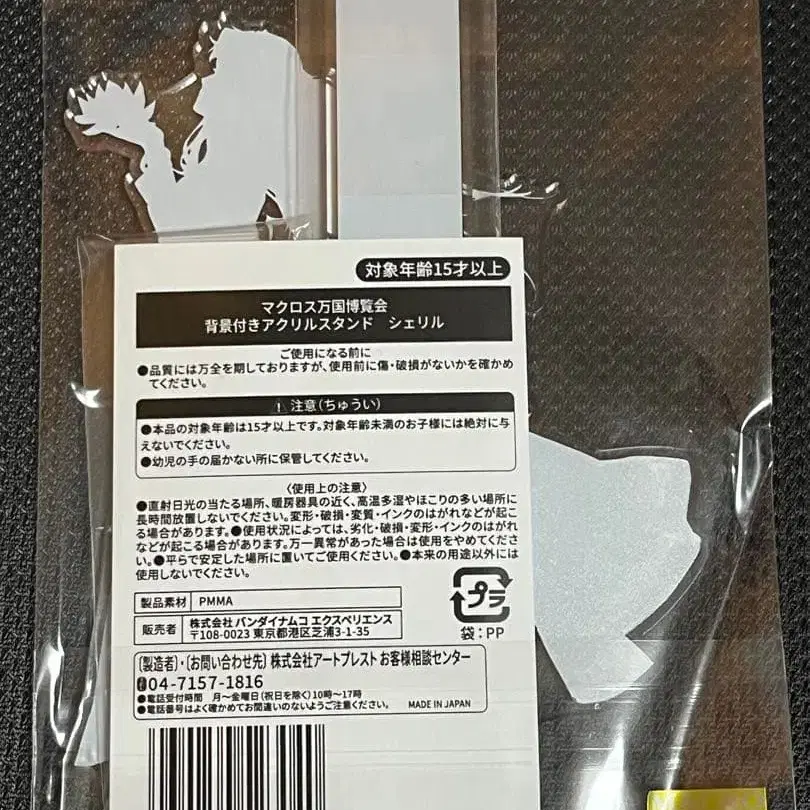 対象年齢15才以上
マクロス万国博覧会
背景付きアクリルスタンド シェリル
ご使用になる前に
●品質には万全を期しておりますが、使用前に傷・破損がないかを確かめ
てください。
⚠ 注意(ちゅうい)
●本品の対象年齢は15才以上です。対象年齢未満のお子様には絶対に与
えないでください。
●幼児の手の届かない所に保管してください。
〈使用上の注意〉
●直射日光の当たる場所、暖房器具の近く、高温多湿やほこりの多い場所に
長時間放置しないでください。変形・破損・変質・インクのはがれなどが起こ
る場合があります。●使用状況によっては、劣化・破損・変形・インクのはがれ
などが起こる場合があります。万一異常があった場合は使用をやめてくださ
い。●平らで安定した場所に置いてご使用ください。●本来の用途以外には
使用しないでください。
製品素材 PMMA
販売者 株式会社 バンダイナムコ エクスペリエンス
〒108-0023 東京都港区芝浦3-1-35
プラ
袋:PP
〔製造者〕・〔お問い合わせ先〕株式会社アートプレスト お客様相談センター
☎04-7157-1816
●電話受付時間 月〜金曜日(祝日を除く)10時〜17時
●電話番号はよく確かめてお間違いのないようご注意ください。 MADE IN JAPAN